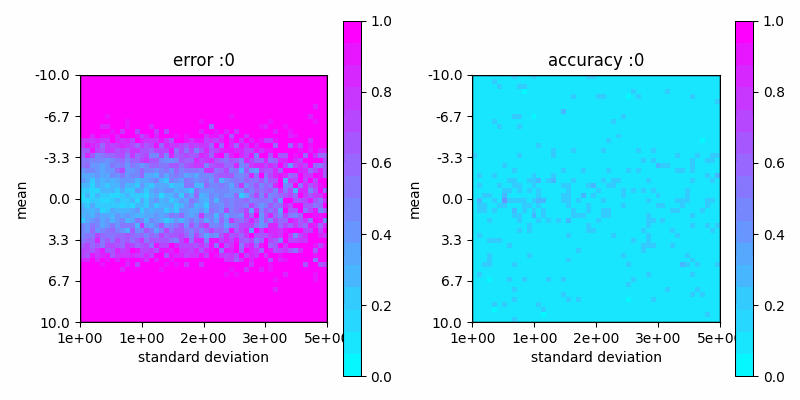 error :0
accuracy :0
mean
-10.0
-6.7
-3.3
0.0
3.3
6.7
10.0
1e+00
1e+00
2e+00
3e+00
5e+00
standard deviation
1.0
0.8
0.6
0.4
0.2
0.0
mean
-10.0
-6.7
-3.3
0.0
3.3
6.7
10.0
1e+00
1e+00
2e+00
3e+00
5e+00
standard deviation
1.0
0.8
0.6
0.4
0.2
0.0